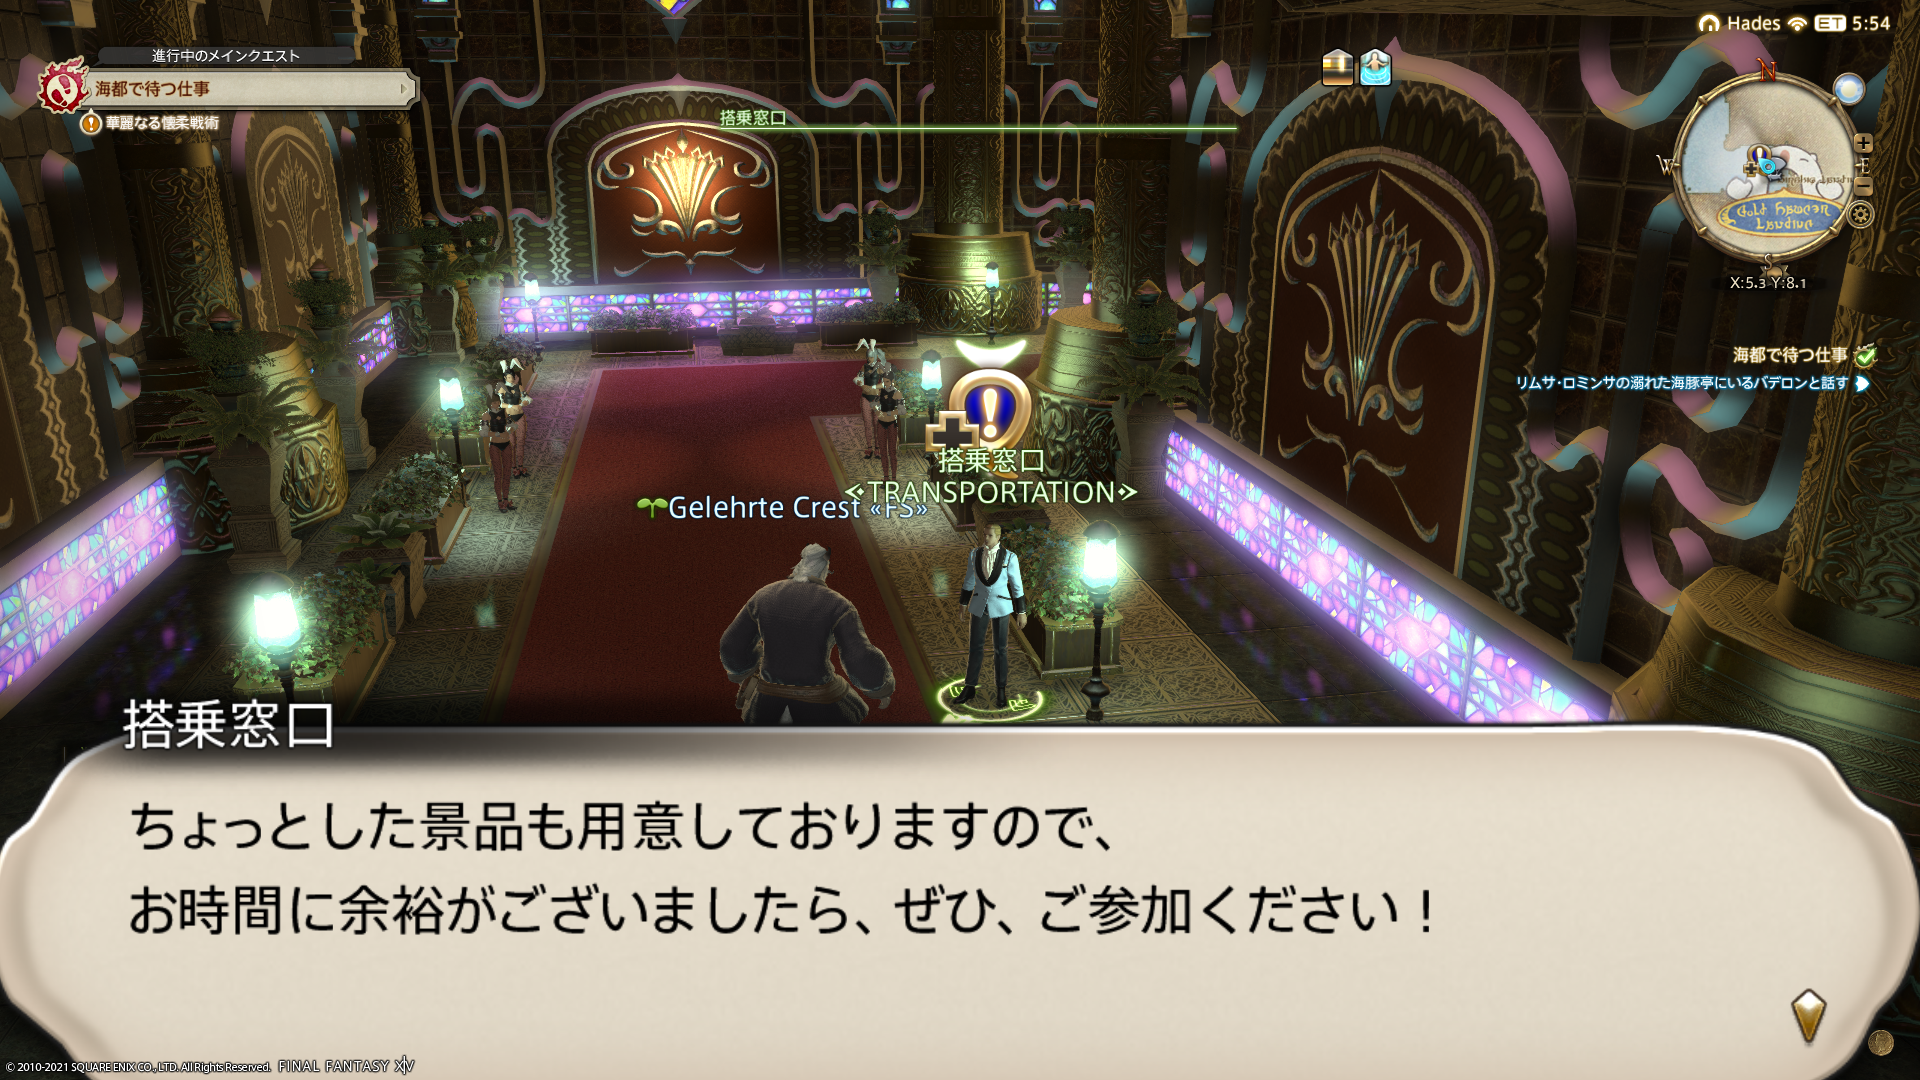 進行中のメインクエスト
海都で待つ仕事
華麗なる懐柔戦術
搭乗窓口
Hades ET 5:54
N
W
E
S
X:5.3 Y:8.1
海都で待つ仕事
リムサ・ロミンサの溺れた海豚亭にいるバデロンと話す
搭乗窓口
<TRANSPORTATION>
Gelehrte Crest «FS»
搭乗窓口
ちょっとした景品も用意しておりますので、
お時間に余裕がございましたら、ぜひ、ご参加ください！
© 2010-2021 SQUARE ENIX CO., LTD. All Rights Reserved. FINAL FANTASY XIV